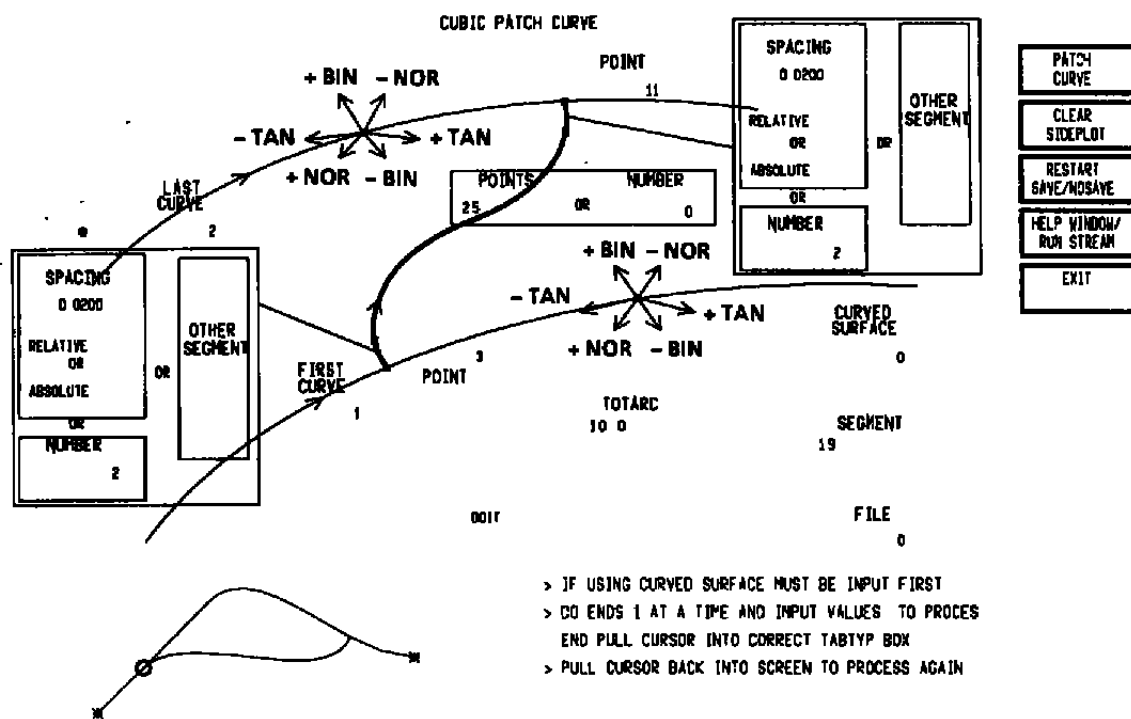 CUBIC PATCH CURVE
SPACING
0 0200
RELATIVE
OR
ABSOLUTE
OR
NUMBER
2
OR
OTHER
SEGMENT
PATCH
CURVE
CLEAR
SIDEPLOT
RESTART
SAVE/NOSAVE
HELP WINDOW/
RUN STREAM
EXIT
POINT
11
+ BIN - NOR
- TAN + TAN
+ NOR - BIN
LAST
CURVE
2
POINTS
25
OR
NUMBER
0
SPACING
0 0200
RELATIVE
OR
ABSOLUTE
OR
NUMBER
2
OR
OTHER
SEGMENT
+ BIN - NOR
- TAN + TAN
+ NOR - BIN
CURVED
SURFACE
0
FIRST
CURVE
1
POINT
3
TOTARC
10 0
SEGMENT
19
DOIT
FILE
0
> IF USING CURVED SURFACE MUST BE INPUT FIRST
> DO ENDS 1 AT A TIME AND INPUT VALUES TO PROCES
END PULL CURSOR INTO CORRECT TABTYP BOX
> PULL CURSOR BACK INTO SCREEN TO PROCESS AGAIN